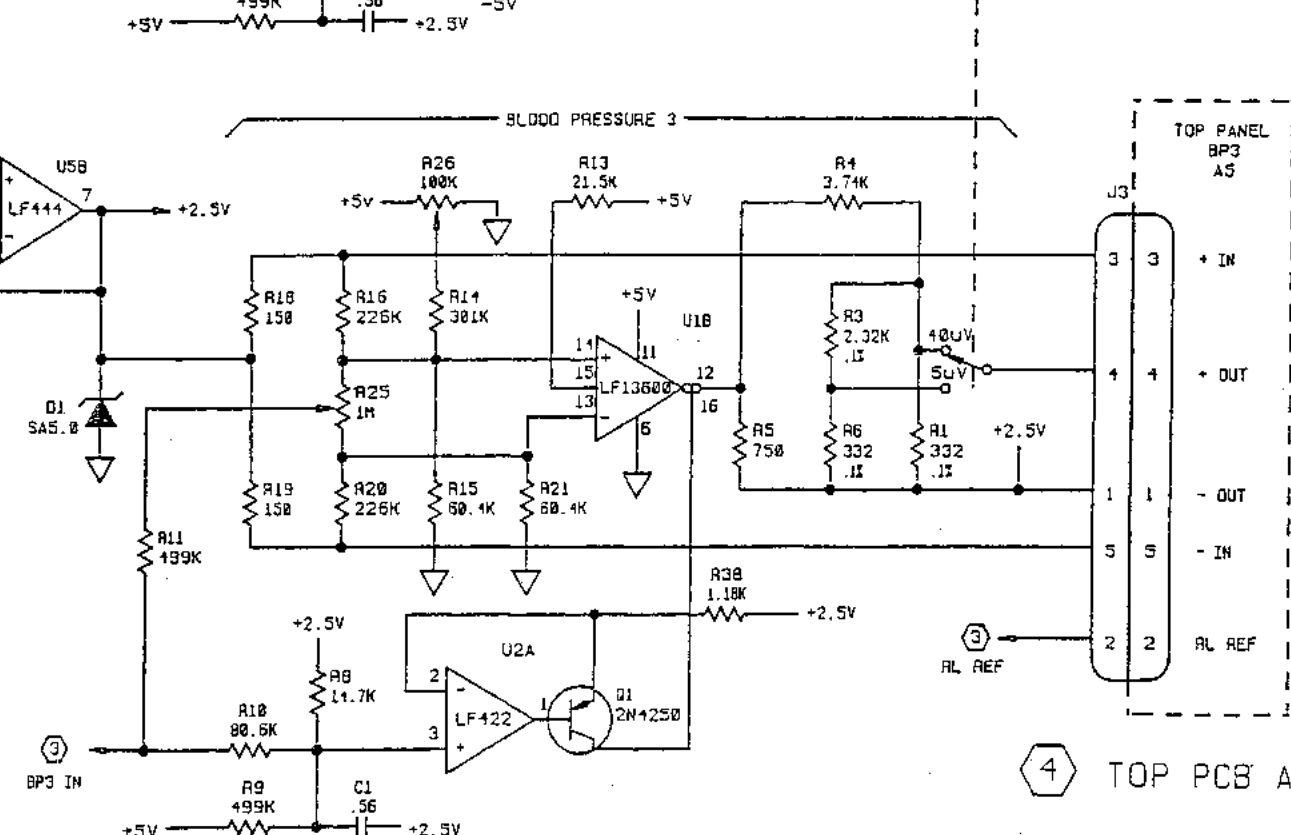 499K .56 -5V
+5V +2.5V
BLOOD PRESSURE 3
TOP PANEL
BP3
A5
U5B
R26
100K
R13
21.5K
R4
3.74K
J3
+
7
LF444
-
+2.5V
+5V
+5V
3 3 + IN
R18
150
R16
226K
R14
301K
+5V
U1B
R3
2.32K
.1%
40uV
14 + 11
15 12
LF13600
13 16
- 6
5uV
4 4 + OUT
D1
SA5.0
R25
1M
R5
750
R6
332
.1%
R1
332
.1%
+2.5V
R19
150
R20
226K
R15
60.4K
R21
60.4K
1 1 - OUT
R11
499K
5 5 - IN
R38
1.18K
+2.5V
+2.5V
U2A
3
RL REF
2 2 RL REF
R8
14.7K
2 -
LF422
1
3 +
Q1
2N4250
R10
80.6K
3
BP3 IN
4 TOP PCB A
R9
499K
C1
.56
+5V +2.5V